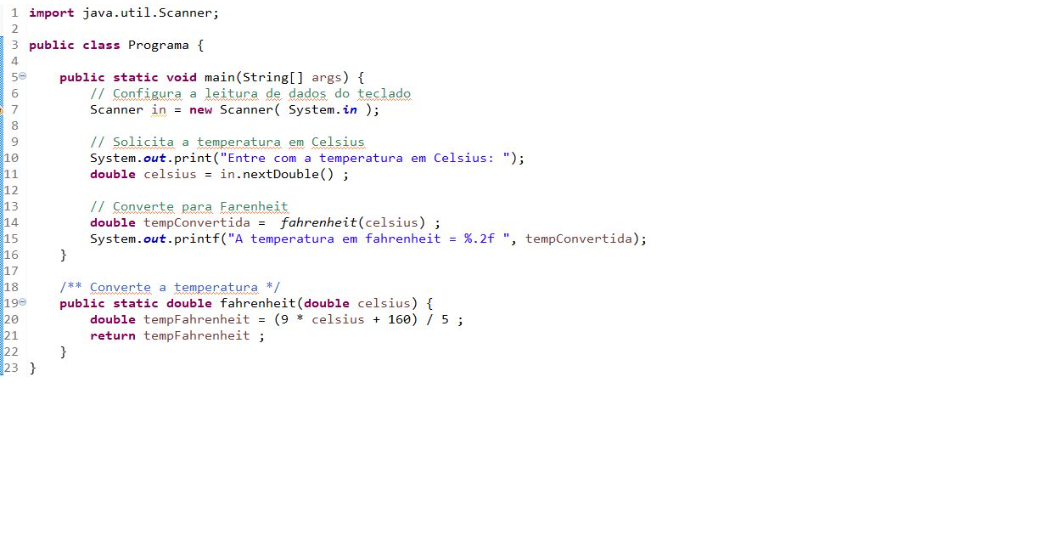 1 import java.util.Scanner;
2
3 public class Programa {
4
5 public static void main(String[] args) {
6 // Configura a leitura de dados do teclado
7 Scanner in = new Scanner( System.in );
8
9 // Solicita a temperatura em Celsius
10 System.out.print("Entre com a temperatura em Celsius: ");
11 double celsius = in.nextDouble() ;
12
13 // Converte para Farenheit
14 double tempConvertida =  fahrenheit(celsius) ;
15 System.out.printf("A temperatura em fahrenheit = %.2f ", tempConvertida);
16 }
17
18 /** Converte a temperatura */
19 public static double fahrenheit(double celsius) {
20 double tempFahrenheit = (9 * celsius + 160) / 5 ;
21 return tempFahrenheit ;
22 }
23 }